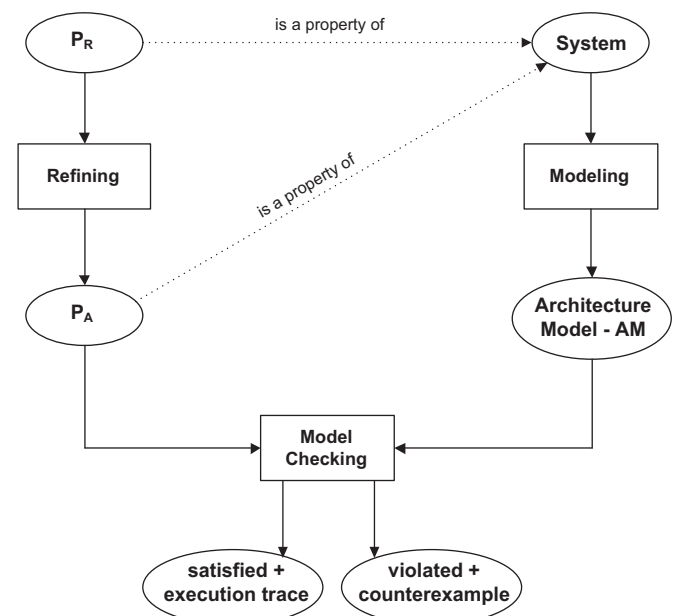 P_R
is a property of
System
Refining
is a property of
Modeling
P_A
Architecture
Model - AM
Model
Checking
satisfied +
execution trace
violated +
counterexample